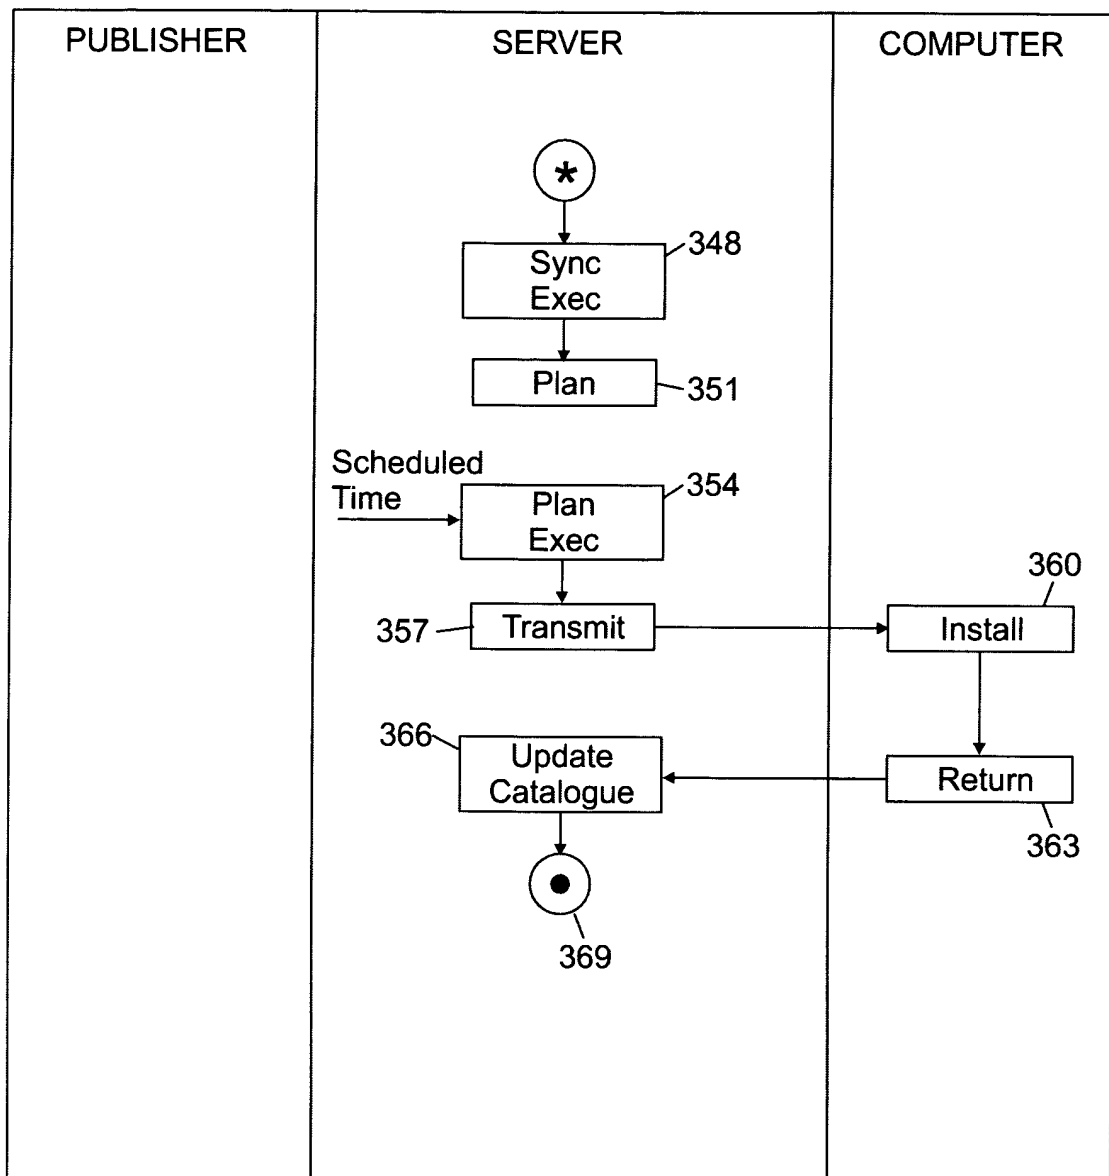 PUBLISHER
SERVER
COMPUTER
*
348
Sync
Exec
Plan
351
Scheduled
Time
354
Plan
Exec
360
357
Transmit
Install
366
Update
Catalogue
Return
363
369